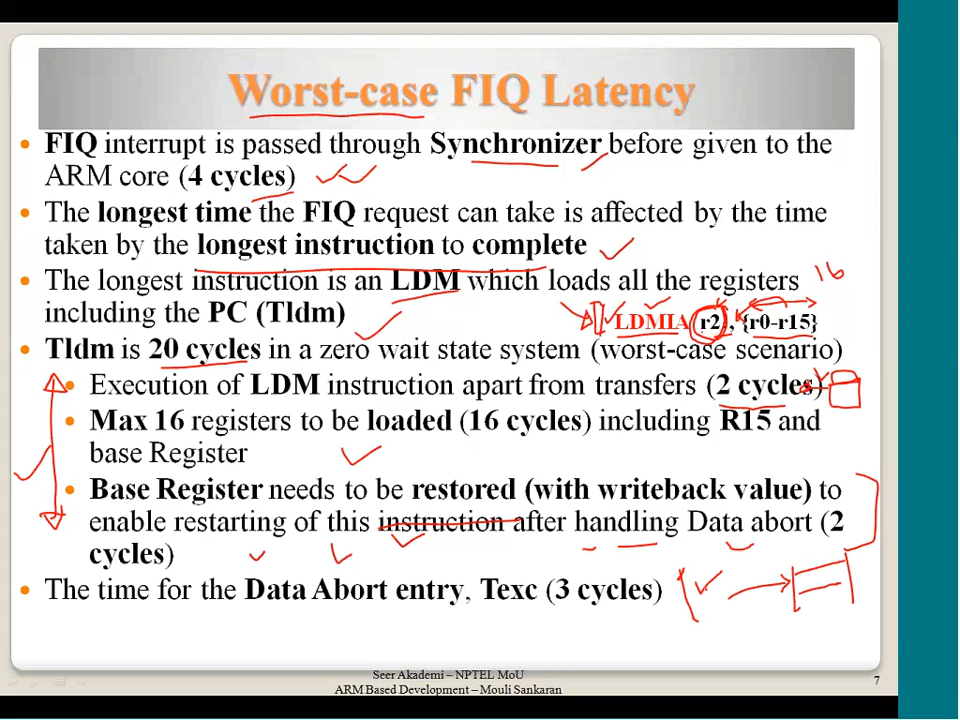 Worst-case FIQ Latency
FIQ interrupt is passed through Synchronizer before given to the
ARM core (4 cycles)
The longest time the FIQ request can take is affected by the time
taken by the longest instruction to complete
The longest instruction is an LDM which loads all the registers 16
including the PC (Tldm)
LDMIA r2, {r0-r15}
Tldm is 20 cycles in a zero wait state system (worst-case scenario)
Execution of LDM instruction apart from transfers (2 cycles)
Max 16 registers to be loaded (16 cycles) including R15 and
base Register
Base Register needs to be restored (with writeback value) to
enable restarting of this instruction after handling Data abort (2
cycles)
The time for the Data Abort entry, Texc (3 cycles)
Seer Akademi – NPTEL MoU
ARM Based Development – Mouli Sankaran
7